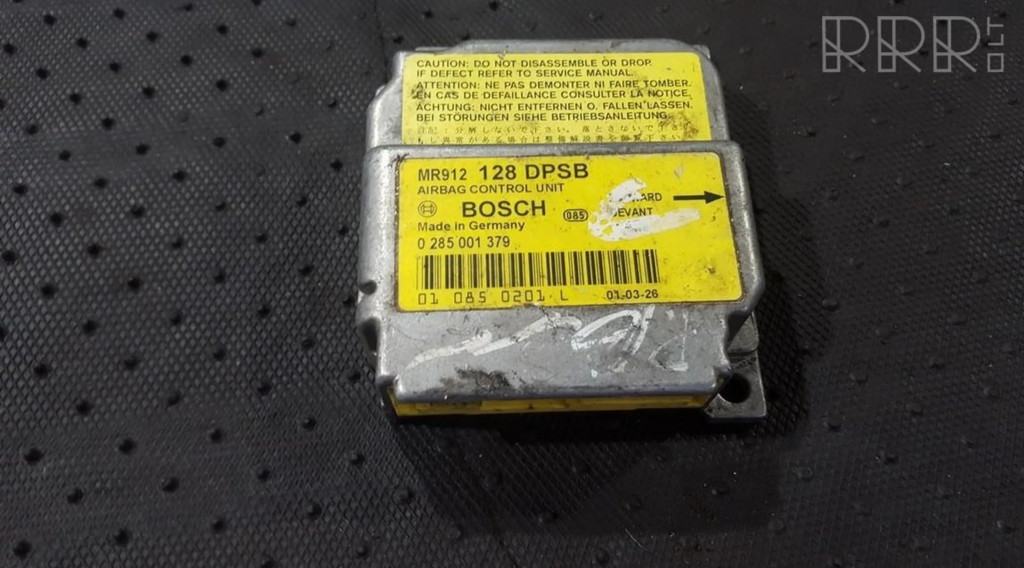 RRR.LT
CAUTION: DO NOT DISASSEMBLE OR DROP.
IF DEFECT REFER TO SERVICE MANUAL.
ATTENTION: NE PAS DEMONTER NI FAIRE TOMBER.
EN CAS DE DEFAILLANCE CONSULTER LA NOTICE.
ACHTUNG: NICHT ENTFERNEN O. FALLEN LASSEN.
BEI STÖRUNGEN SIEHE BETRIEBSANLEITUNG.
MR912 128 DPSB
AIRBAG CONTROL UNIT
BOSCH 085
EVANT
Made in Germany
0 285 001 379
01 085 0201 L 01-03-26